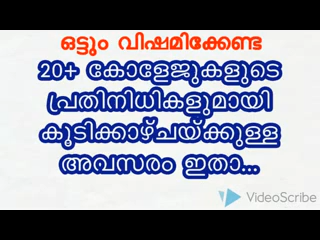 ഒട്ടും വിഷമിക്കേണ്ട
20+ കോളേജുകളുടെ
പ്രതിനിധികളുമായി
കൂടിക്കാഴ്ചയ്ക്കുള്ള
അവസരം ഇതാ...
VideoScribe